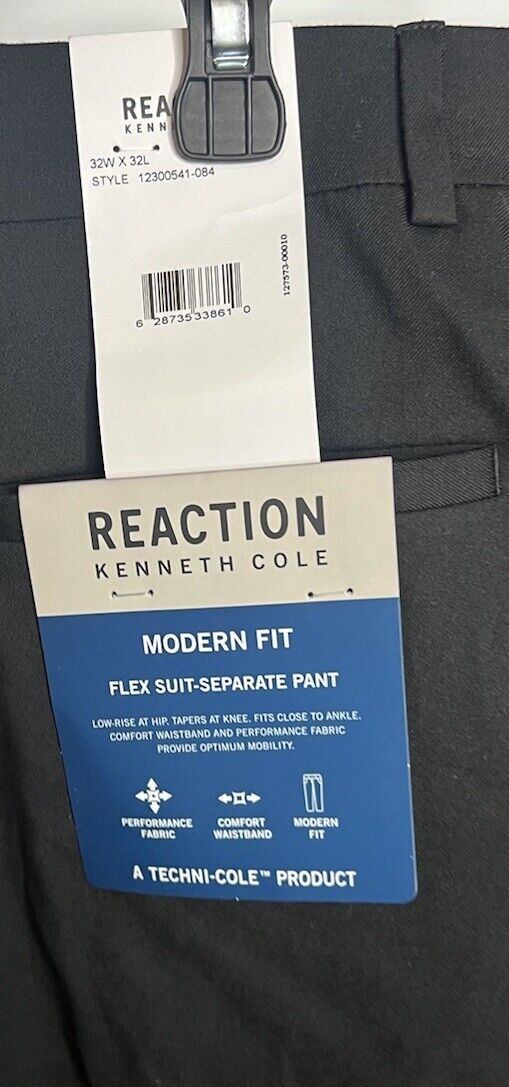 REA
KENN
32W X 32L
STYLE 12300541-084
127573-00010
6 28735 33861 0
REACTION
KENNETH COLE
MODERN FIT
FLEX SUIT-SEPARATE PANT
LOW-RISE AT HIP. TAPERS AT KNEE. FITS CLOSE TO ANKLE.
COMFORT WAISTBAND AND PERFORMANCE FABRIC
PROVIDE OPTIMUM MOBILITY.
PERFORMANCE FABRIC
COMFORT WAISTBAND
MODERN FIT
A TECHNI-COLE™ PRODUCT